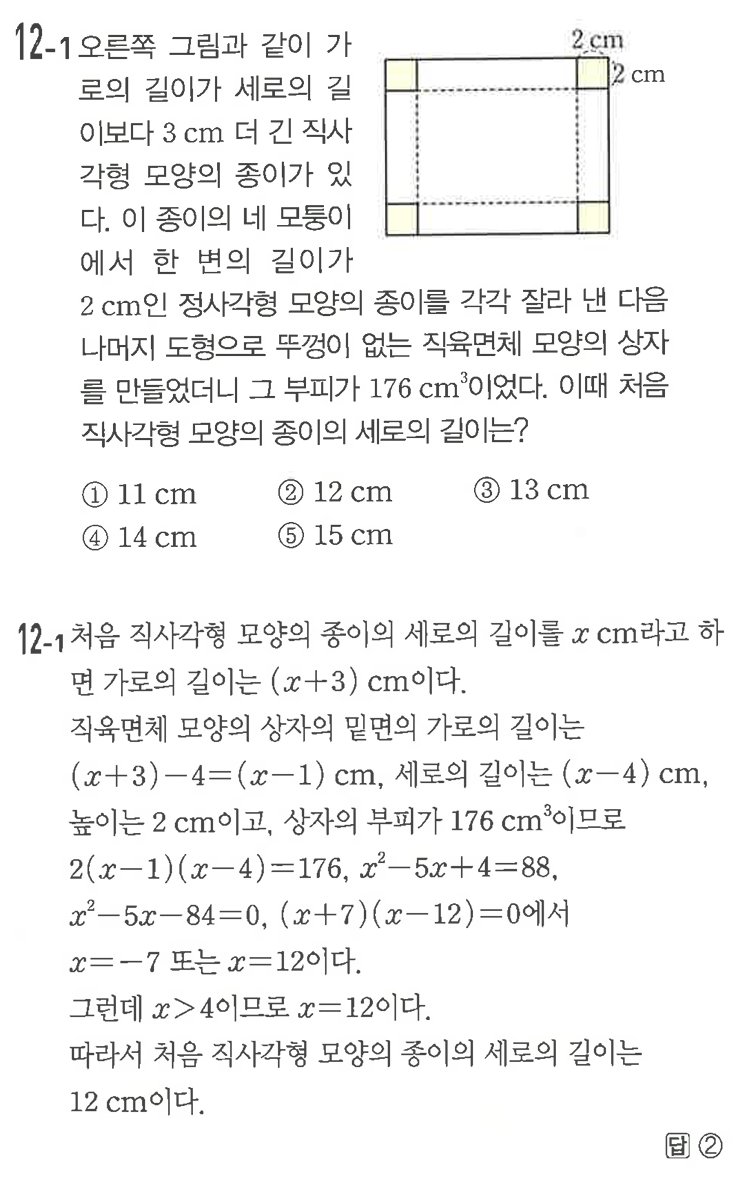 12-1 오른쪽 그림과 같이 가
로의 길이가 세로의 길
이보다 3 cm 더 긴 직사
각형 모양의 종이가 있
다. 이 종이의 네 모퉁이
에서 한 변의 길이가
2 cm인 정사각형 모양의 종이를 각각 잘라 낸 다음
나머지 도형으로 뚜껑이 없는 직육면체 모양의 상자
를 만들었더니 그 부피가 176 cm³이었다. 이때 처음
직사각형 모양의 종이의 세로의 길이는?
2 cm
2 cm
① 11 cm ② 12 cm ③ 13 cm
④ 14 cm ⑤ 15 cm
12-1 처음 직사각형 모양의 종이의 세로의 길이를 x cm라고 하
면 가로의 길이는 (x+3) cm이다.
직육면체 모양의 상자의 밑면의 가로의 길이는
(x+3)-4=(x-1) cm, 세로의 길이는 (x-4) cm,
높이는 2 cm이고, 상자의 부피가 176 cm³이므로
2(x-1)(x-4)=176, x²-5x+4=88,
x²-5x-84=0, (x+7)(x-12)=0에서
x=-7 또는 x=12이다.
그런데 x>4이므로 x=12이다.
따라서 처음 직사각형 모양의 종이의 세로의 길이는
12 cm이다.
답 ②